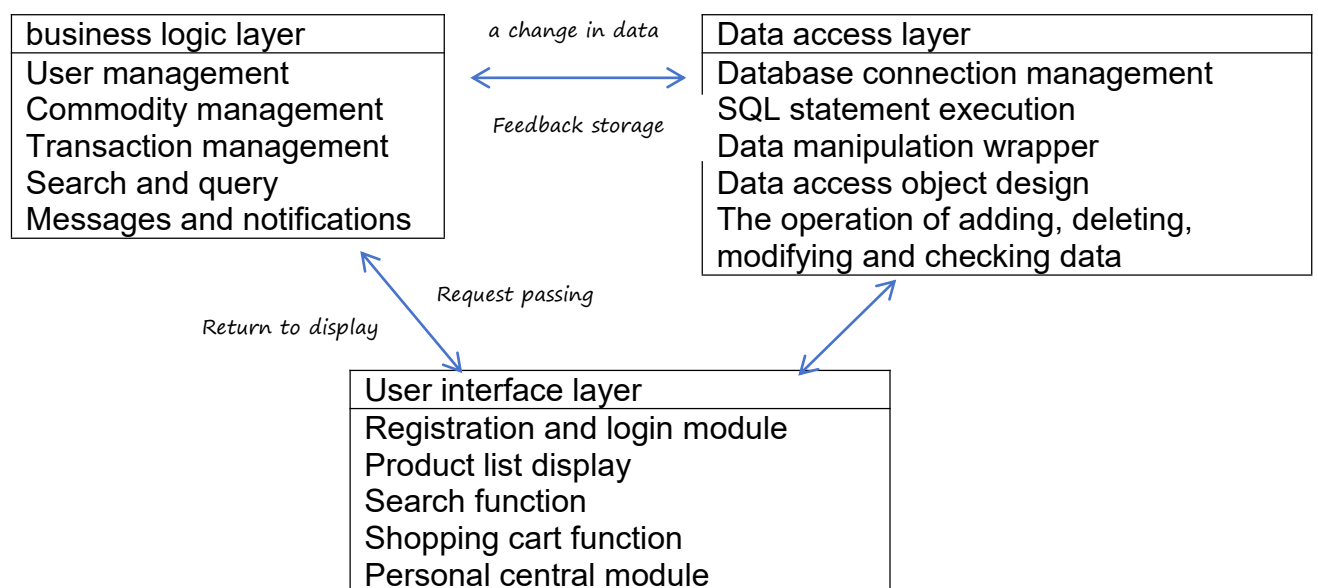 business logic layer
User management
Commodity management
Transaction management
Search and query
Messages and notifications
a change in data
Feedback storage
Data access layer
Database connection management
SQL statement execution
Data manipulation wrapper
Data access object design
The operation of adding, deleting,
modifying and checking data
Request passing
Return to display
User interface layer
Registration and login module
Product list display
Search function
Shopping cart function
Personal central module